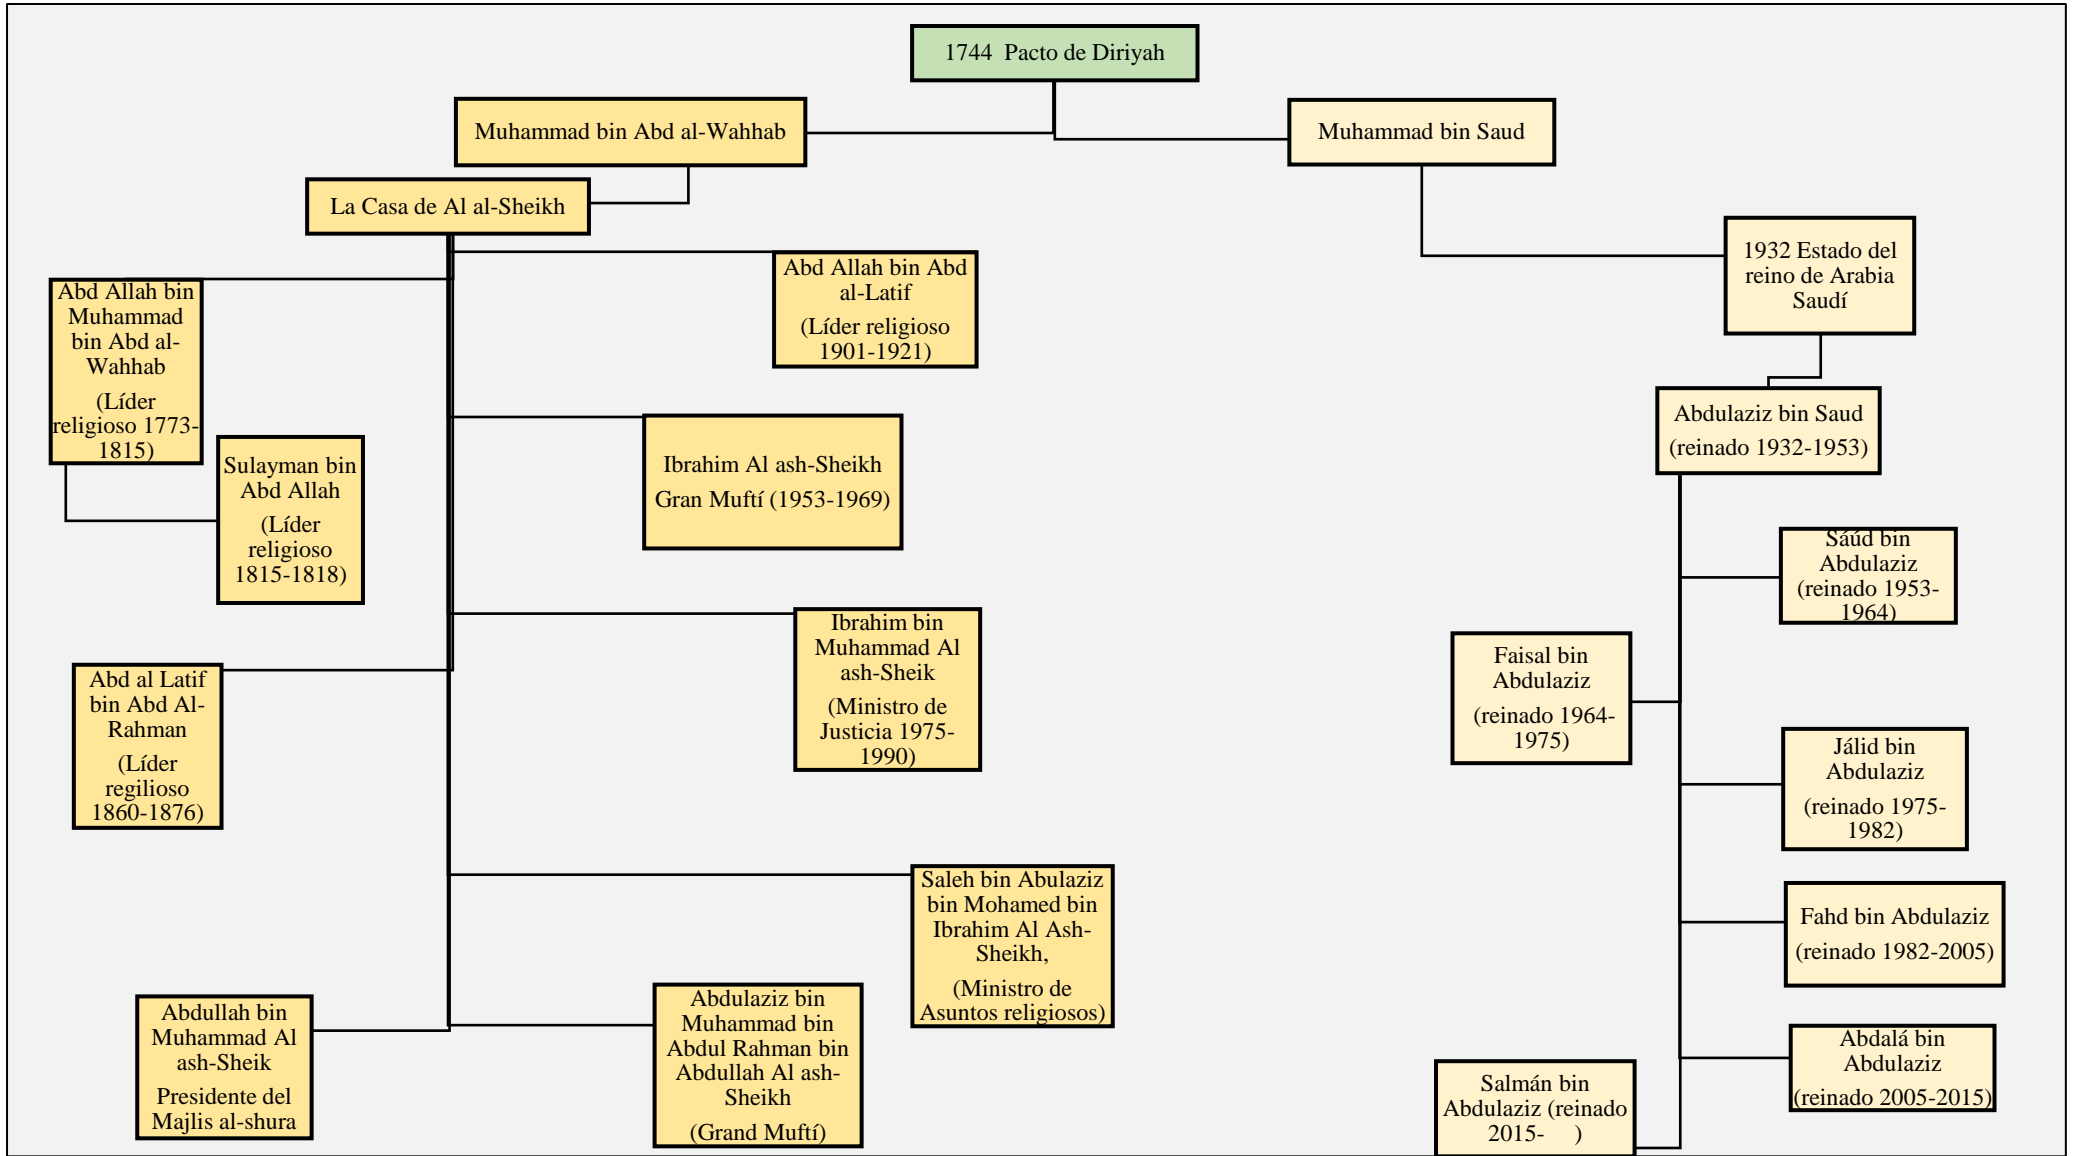 1744 Pacto de Diriyah
Muhammad bin Abd al-Wahhab
Muhammad bin Saud
La Casa de Al al-Sheikh
1932 Estado del
reino de Arabia
Saudí
Abd Allah bin
Muhammad
bin Abd al-
Wahhab
(Líder
religioso 1773-
1815)
Abd Allah bin Abd
al-Latif
(Líder religioso
1901-1921)
Abdulaziz bin Saud
(reinado 1932-1953)
Sulayman bin
Abd Allah
(Líder
religioso
1815-1818)
Ibrahim Al ash-Sheikh
Gran Muftí (1953-1969)
Sáúd bin
Abdulaziz
(reinado 1953-
1964)
Faisal bin
Abdulaziz
(reinado 1964-
1975)
Abd al Latif
bin Abd Al-
Rahman
(Líder
regilioso
1860-1876)
Ibrahim bin
Muhammad Al
ash-Sheik
(Ministro de
Justicia 1975-
1990)
Jálid bin
Abdulaziz
(reinado 1975-
1982)
Saleh bin Abulaziz
bin Mohamed bin
Ibrahim Al Ash-
Sheikh,
(Ministro de
Asuntos religiosos)
Fahd bin Abdulaziz
(reinado 1982-2005)
Abdullah bin
Muhammad Al
ash-Sheik
Presidente del
Majlis al-shura
Abdulaziz bin
Muhammad bin
Abdul Rahman bin
Abdullah Al ash-
Sheikh
(Grand Muftí)
Abdalá bin
Abdulaziz
(reinado 2005-2015)
Salmán bin
Abdulaziz (reinado
2015- )